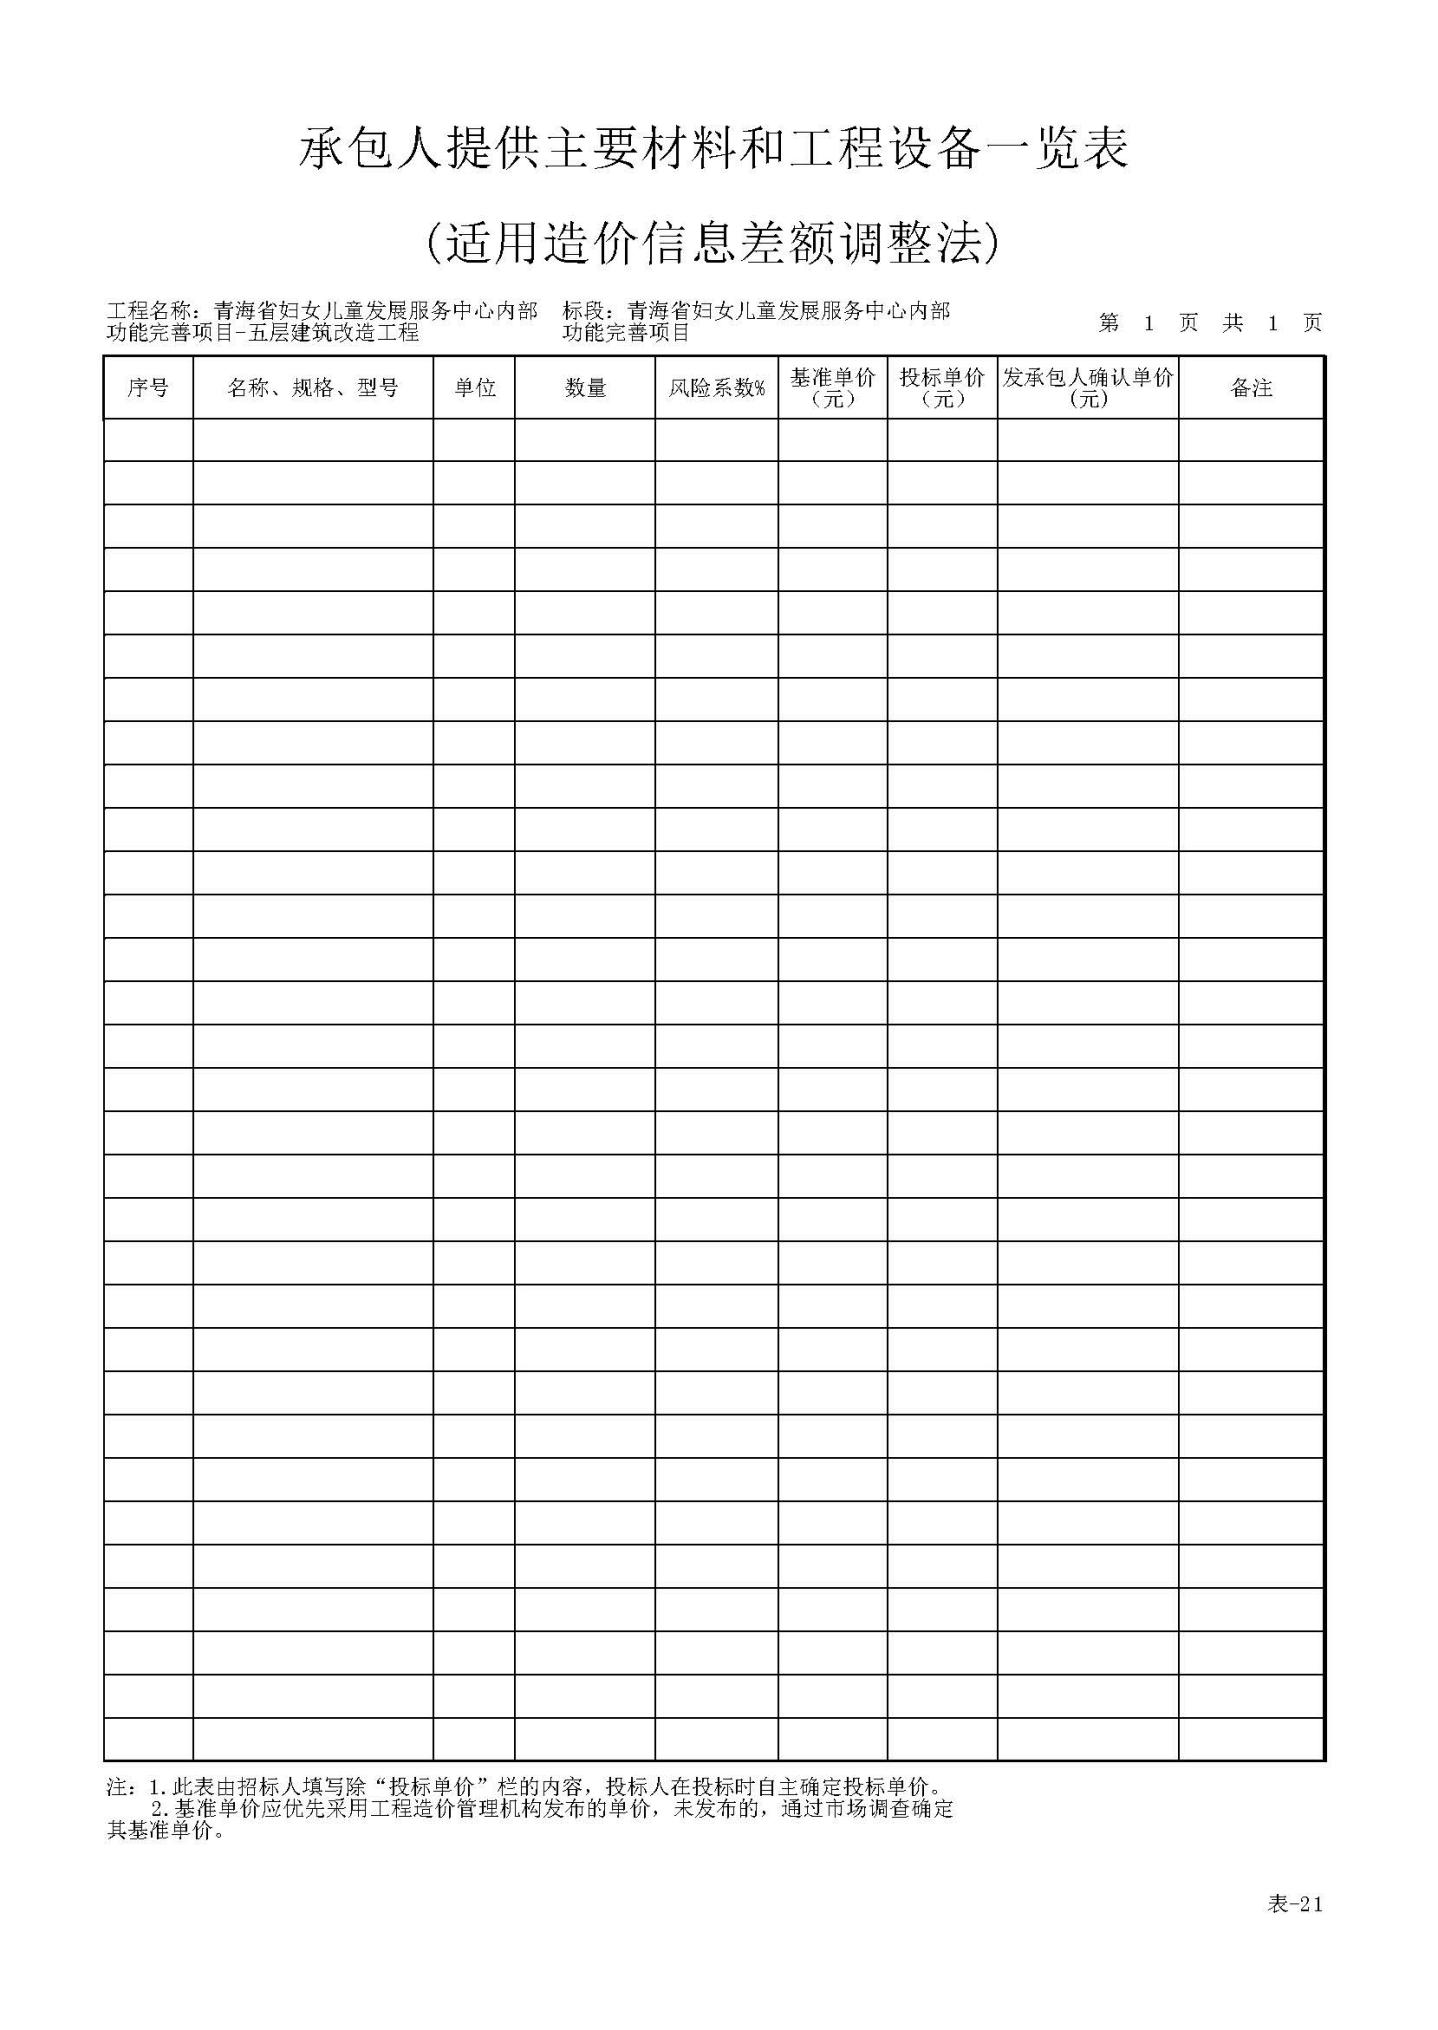 承包人提供主要材料和工程设备一览表
(适用造价信息差额调整法)
工程名称：青海省妇女儿童发展服务中心内部
功能完善项目-五层建筑改造工程
标段：青海省妇女儿童发展服务中心内部
功能完善项目
第 1 页 共 1 页
序号
名称、规格、型号
单位
数量
风险系数%
基准单价
（元）
投标单价
（元）
发承包人确认单价
(元)
备注
注：1.此表由招标人填写除“投标单价”栏的内容，投标人在投标时自主确定投标单价。
2.基准单价应优先采用工程造价管理机构发布的单价，未发布的，通过市场调查确定
其基准单价。
表-21